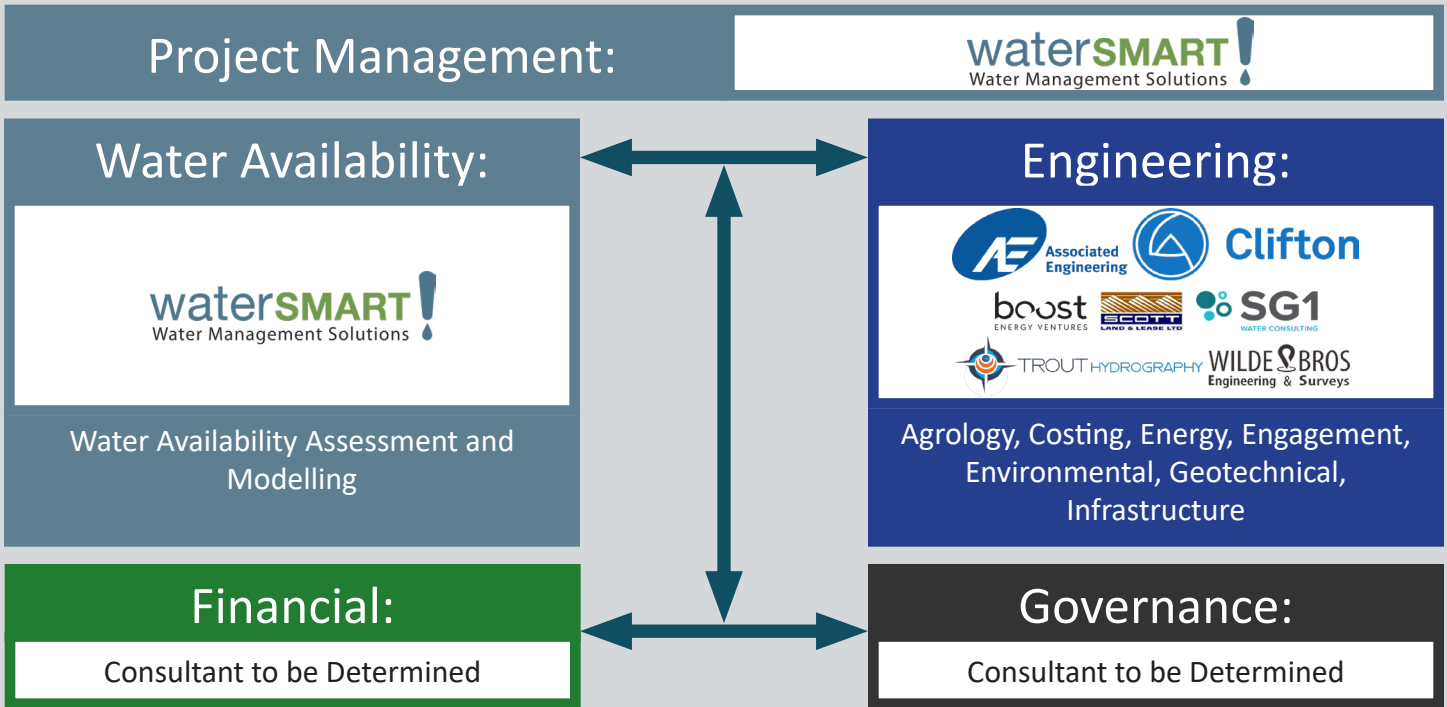 Project Management:
waterSMART!
Water Management Solutions
Water Availability:
waterSMART!
Water Management Solutions
Water Availability Assessment and
Modelling
Engineering:
AE Associated
Engineering
Clifton
boost
ENERGY VENTURES
SCOTT
LAND & LEASE LTD
SG1
WATER CONSULTING
TROUT HYDROGRAPHY
WILDE BROS
Engineering & Surveys
Agrology, Costing, Energy, Engagement,
Environmental, Geotechnical,
Infrastructure
Financial:
Consultant to be Determined
Governance:
Consultant to be Determined